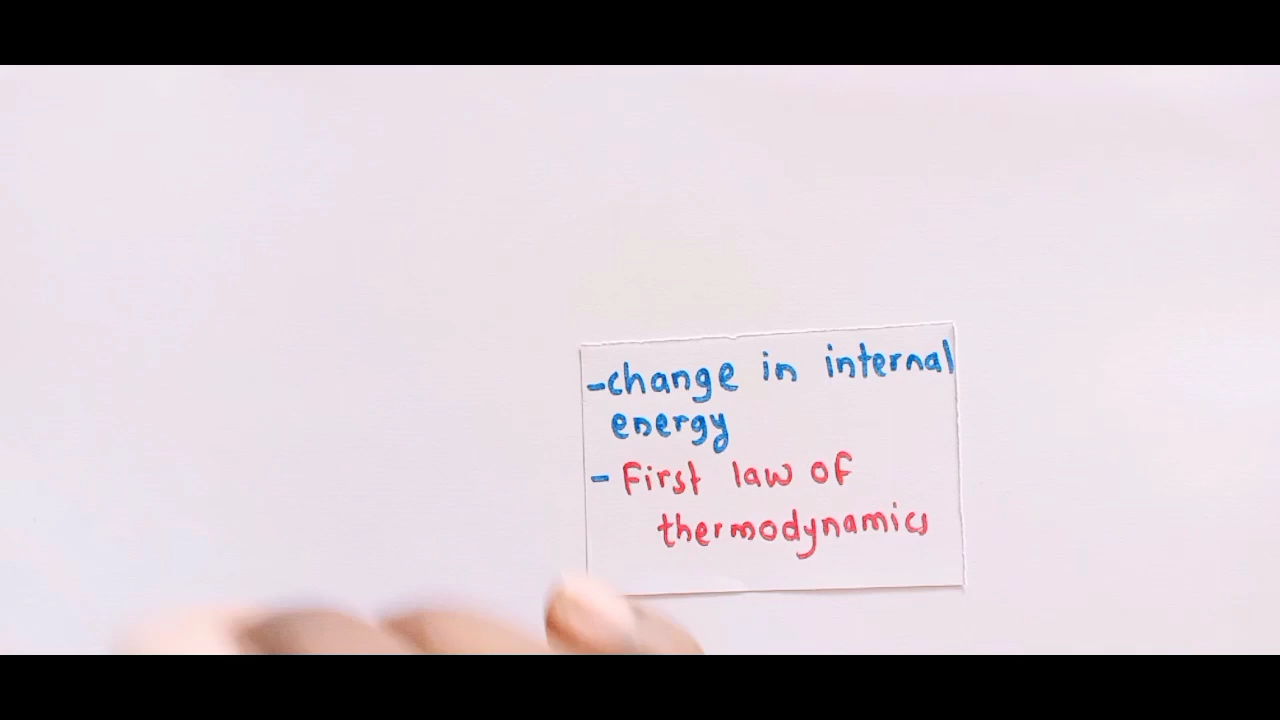 -change in internal
energy
- First law of
thermodynamics